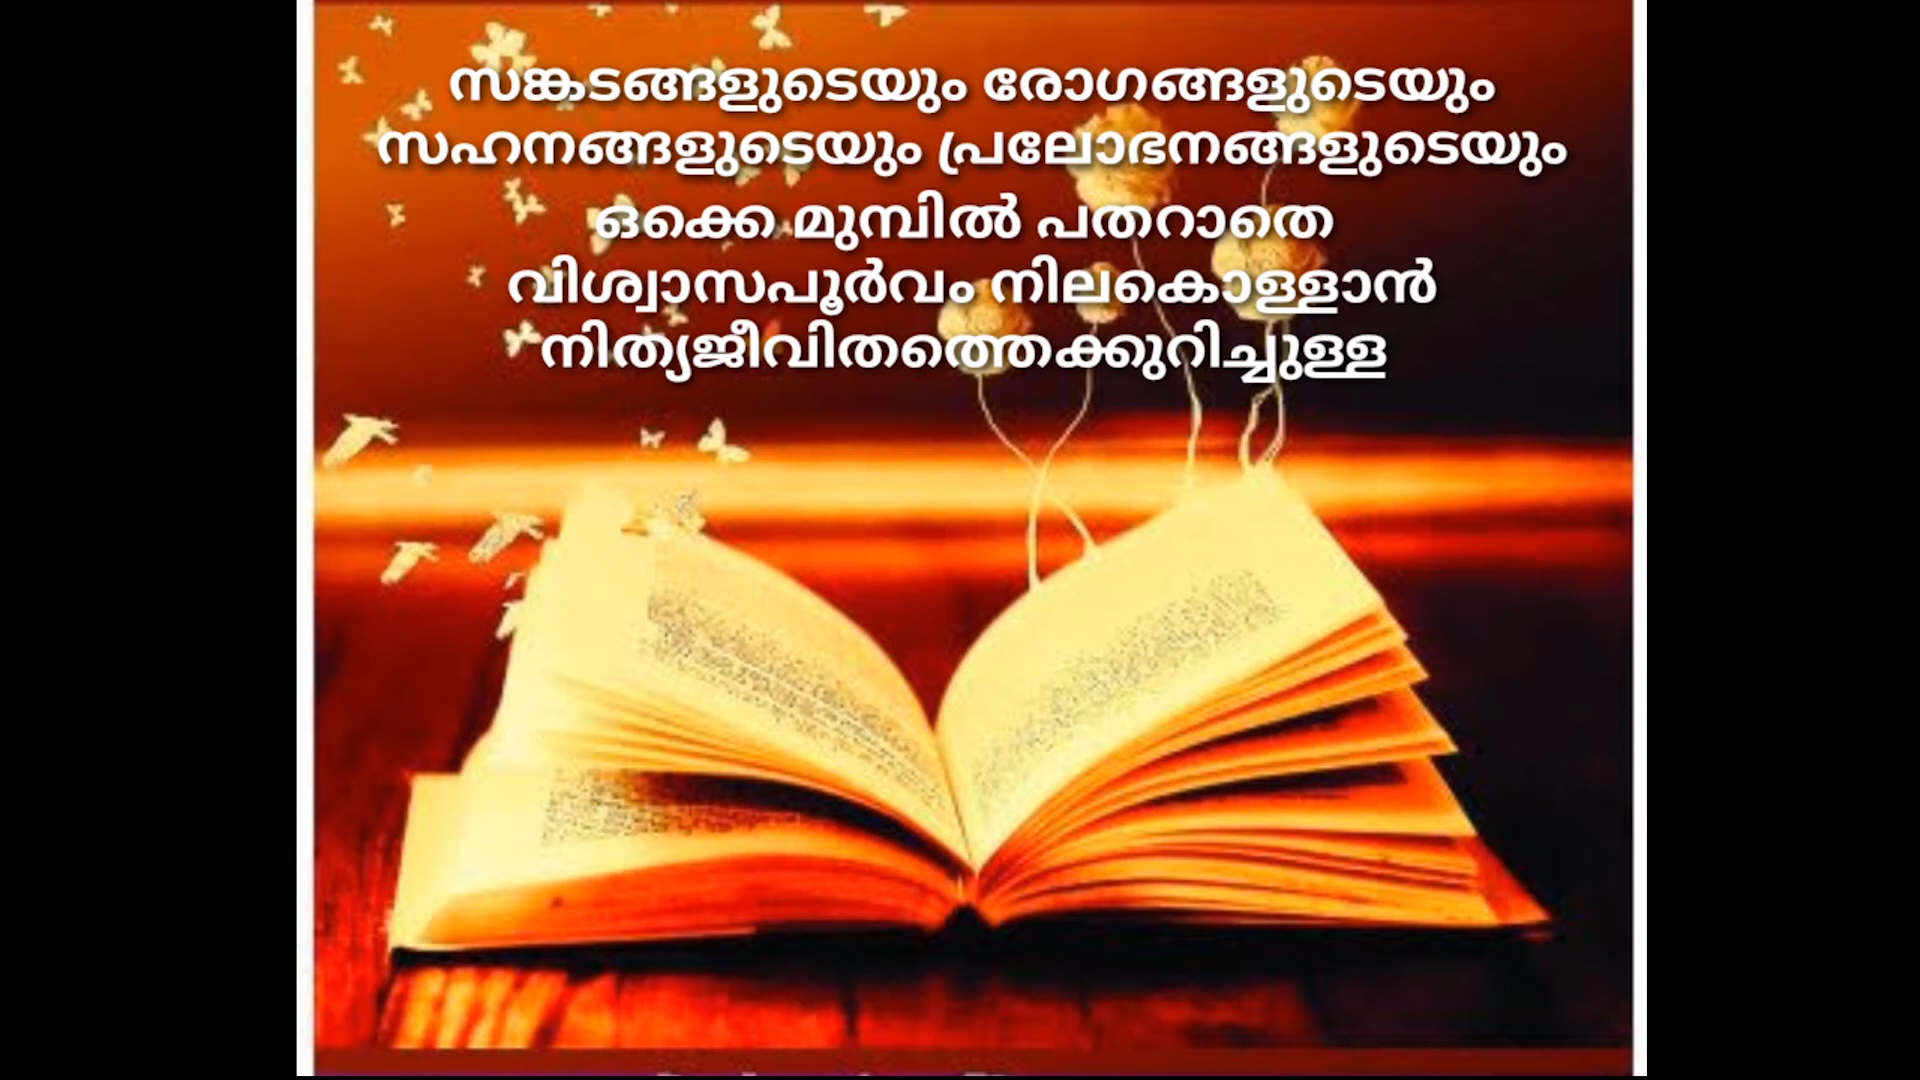 സങ്കടങ്ങളുടെയും രോഗങ്ങളുടെയും
സഹനങ്ങളുടെയും പ്രലോഭനങ്ങളുടെയും
ഒക്കെ മുമ്പിൽ പതറാതെ
വിശ്വാസപൂർവം നിലകൊള്ളാൻ
നിത്യജീവിതത്തെക്കുറിച്ചുള്ള